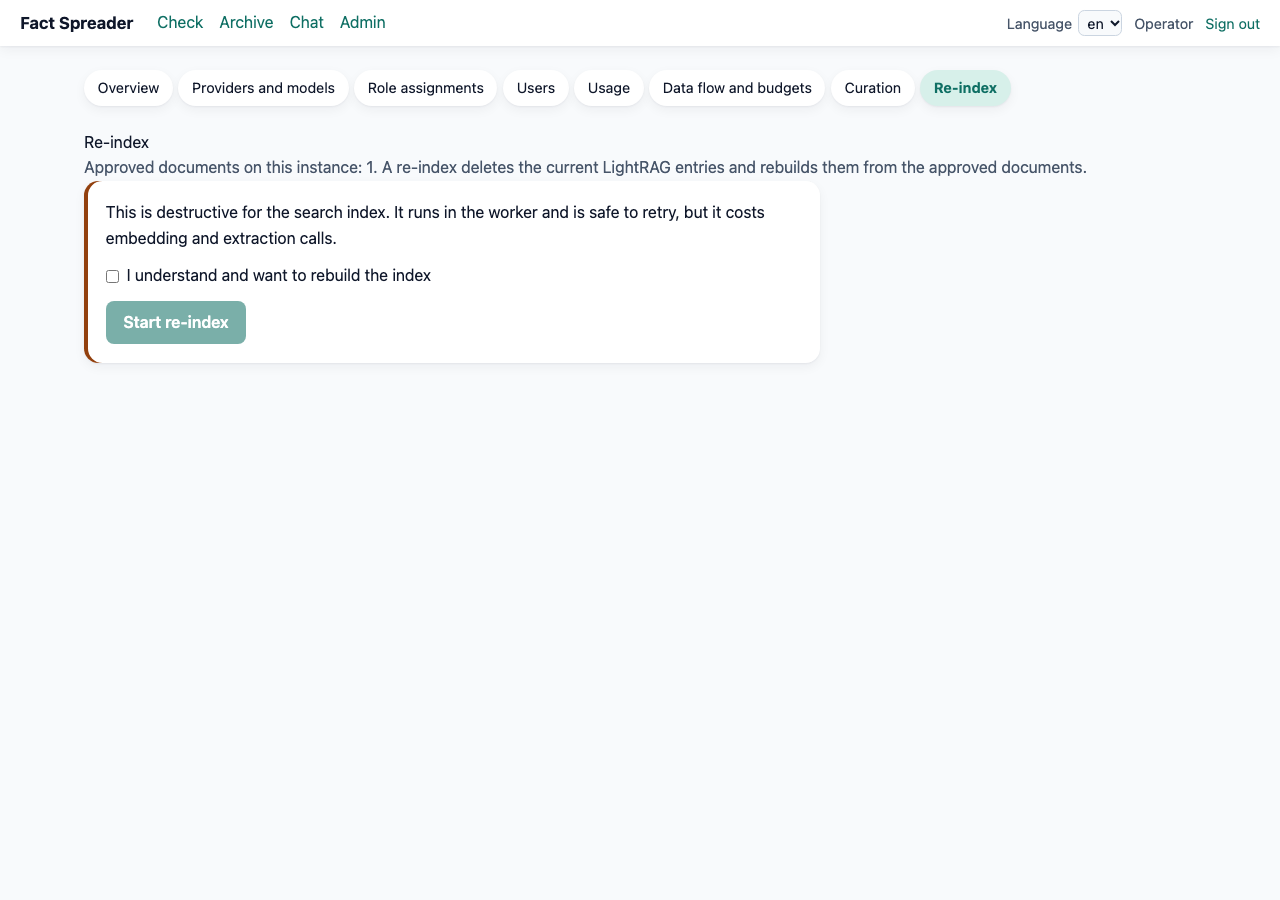 Fact Spreader Check Archive Chat Admin Language en Operator Sign out
Overview Providers and models Role assignments Users Usage Data flow and budgets Curation Re-index
Re-index
Approved documents on this instance: 1. A re-index deletes the current LightRAG entries and rebuilds them from the approved documents.
This is destructive for the search index. It runs in the worker and is safe to retry, but it costs
embedding and extraction calls.
I understand and want to rebuild the index
Start re-index